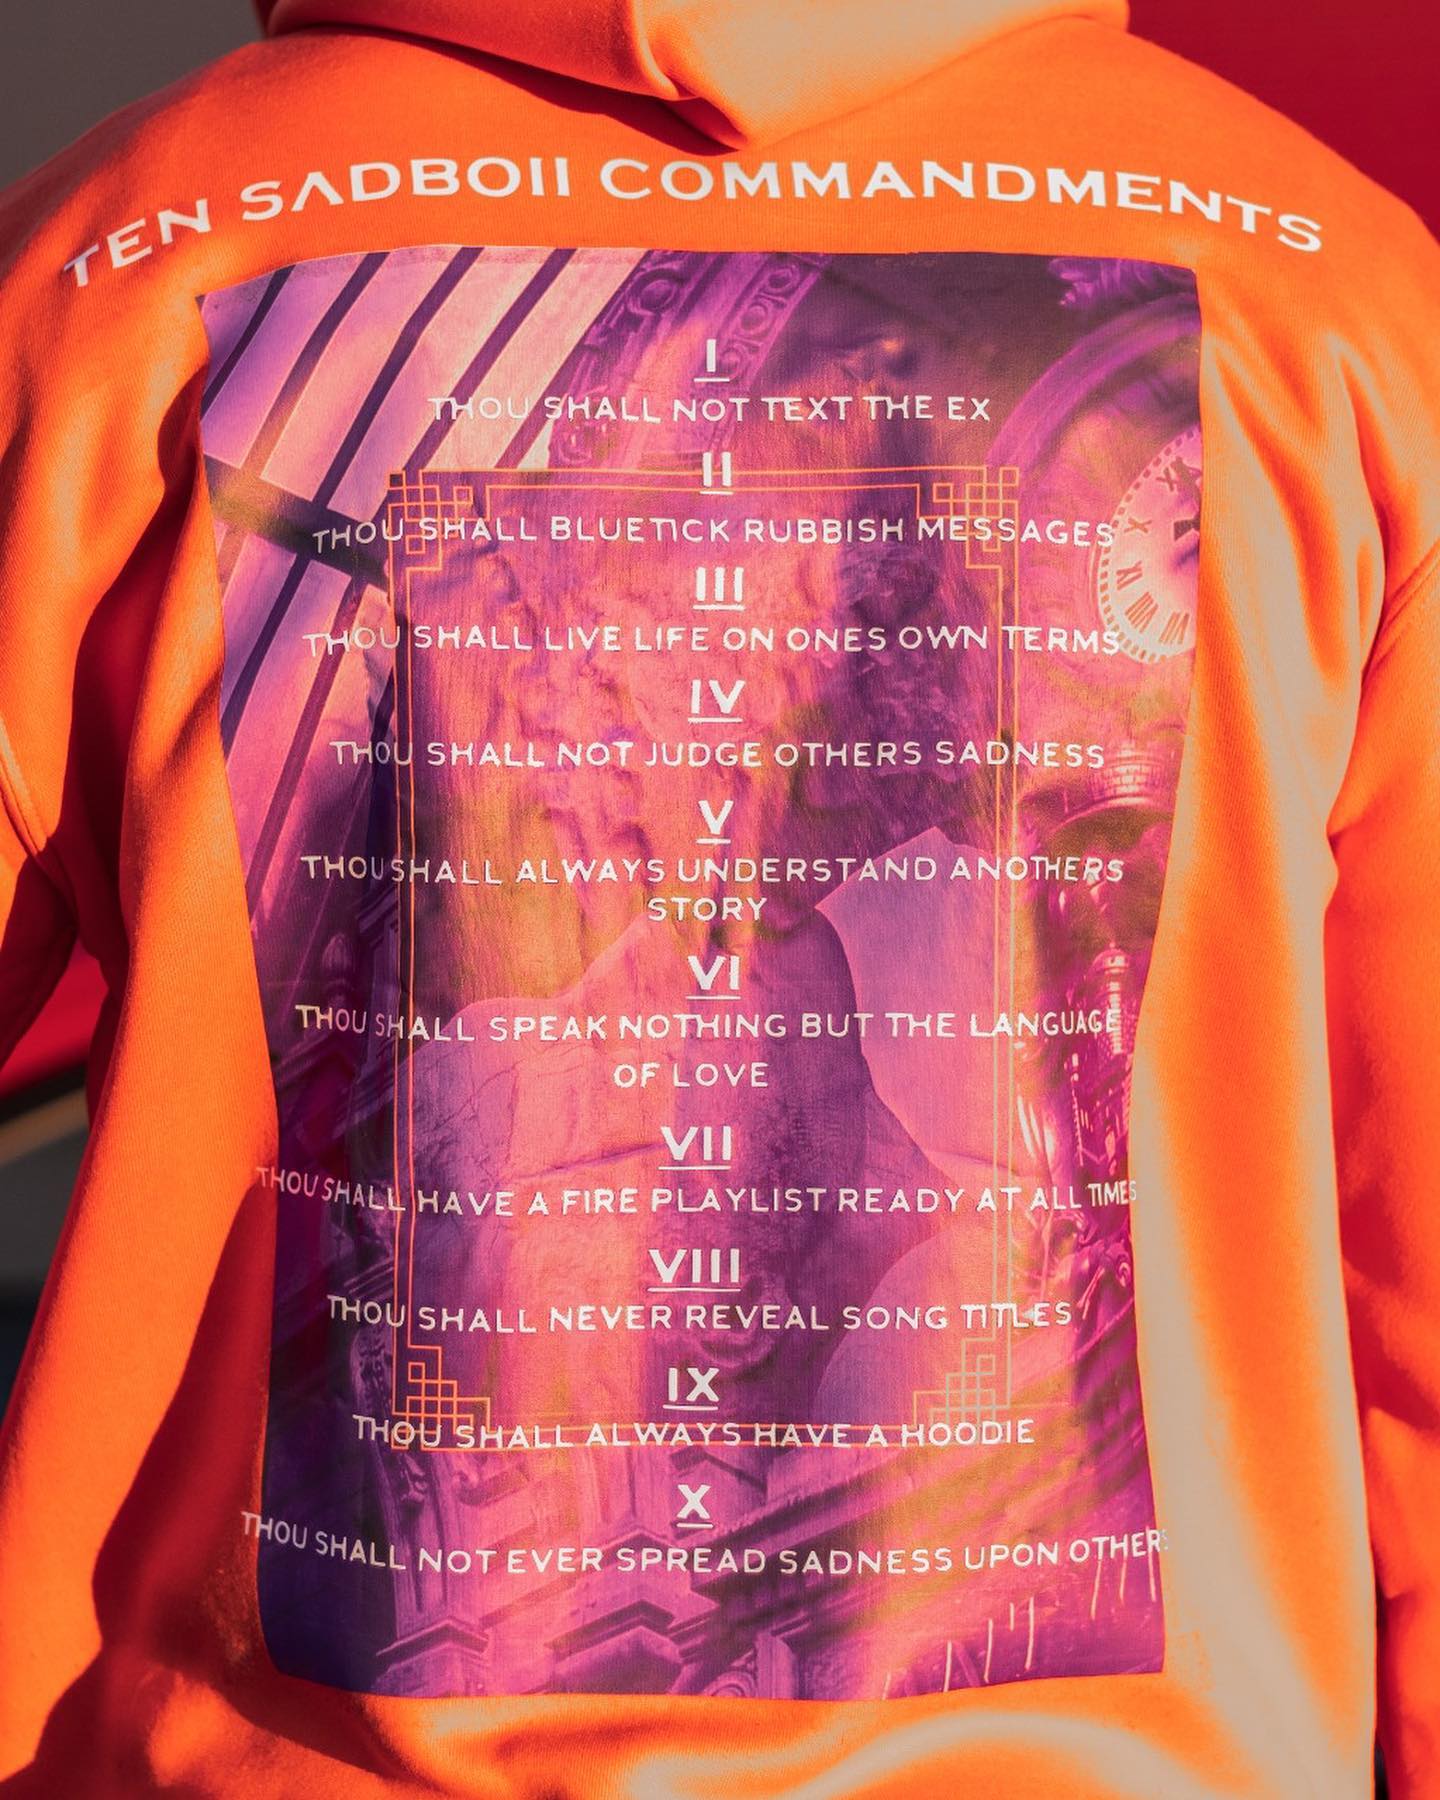 TEN SADBOII COMMANDMENTS
I
THOU SHALL NOT TEXT THE EX
II
THOU SHALL BLUETICK RUBBISH MESSAGES
III
THOU SHALL LIVE LIFE ON ONES OWN TERMS
IV
THOU SHALL NOT JUDGE OTHERS SADNESS
V
THOU SHALL ALWAYS UNDERSTAND ANOTHERS
STORY
VI
THOU SHALL SPEAK NOTHING BUT THE LANGUAGE
OF LOVE
VII
THOU SHALL HAVE A FIRE PLAYLIST READY AT ALL TIMES
VIII
THOU SHALL NEVER REVEAL SONG TITLES
IX
THOU SHALL ALWAYS HAVE A HOODIE
X
THOU SHALL NOT EVER SPREAD SADNESS UPON OTHERS